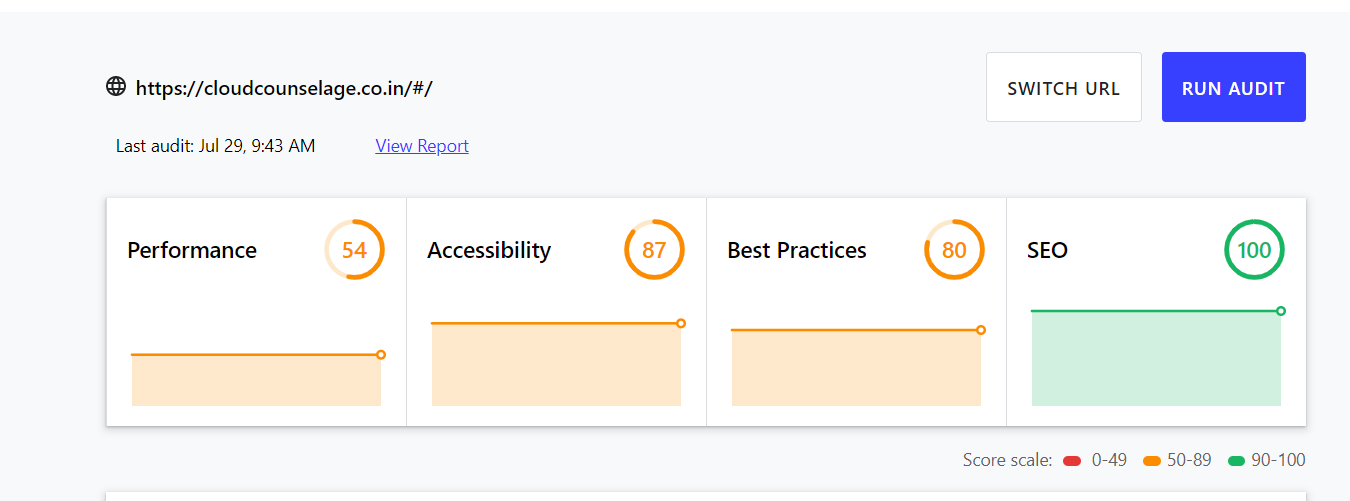 https://cloudcounselage.co.in/#/
SWITCH URL
RUN AUDIT
Last audit: Jul 29, 9:43 AM
View Report
Performance 54
Accessibility 87
Best Practices 80
SEO 100
Score scale: 0-49 50-89 90-100